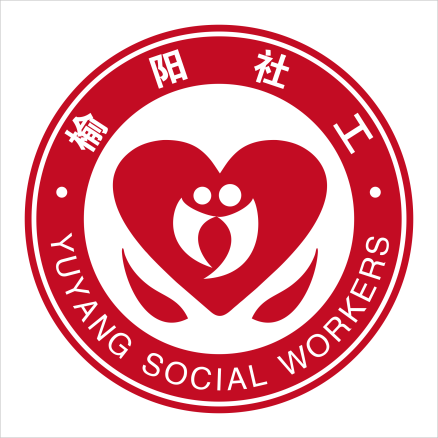 榆阳社工
YUYANG SOCIAL WORKERS